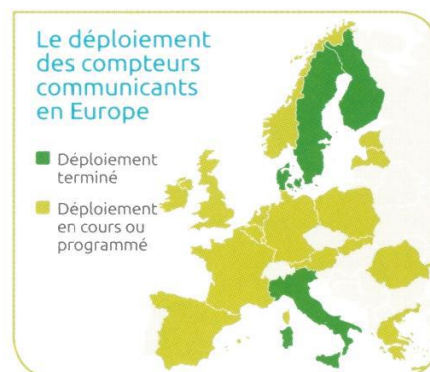 Le déploiement
des compteurs
communicants
en Europe
Déploiement
terminé
Déploiement
en cours ou
programmé